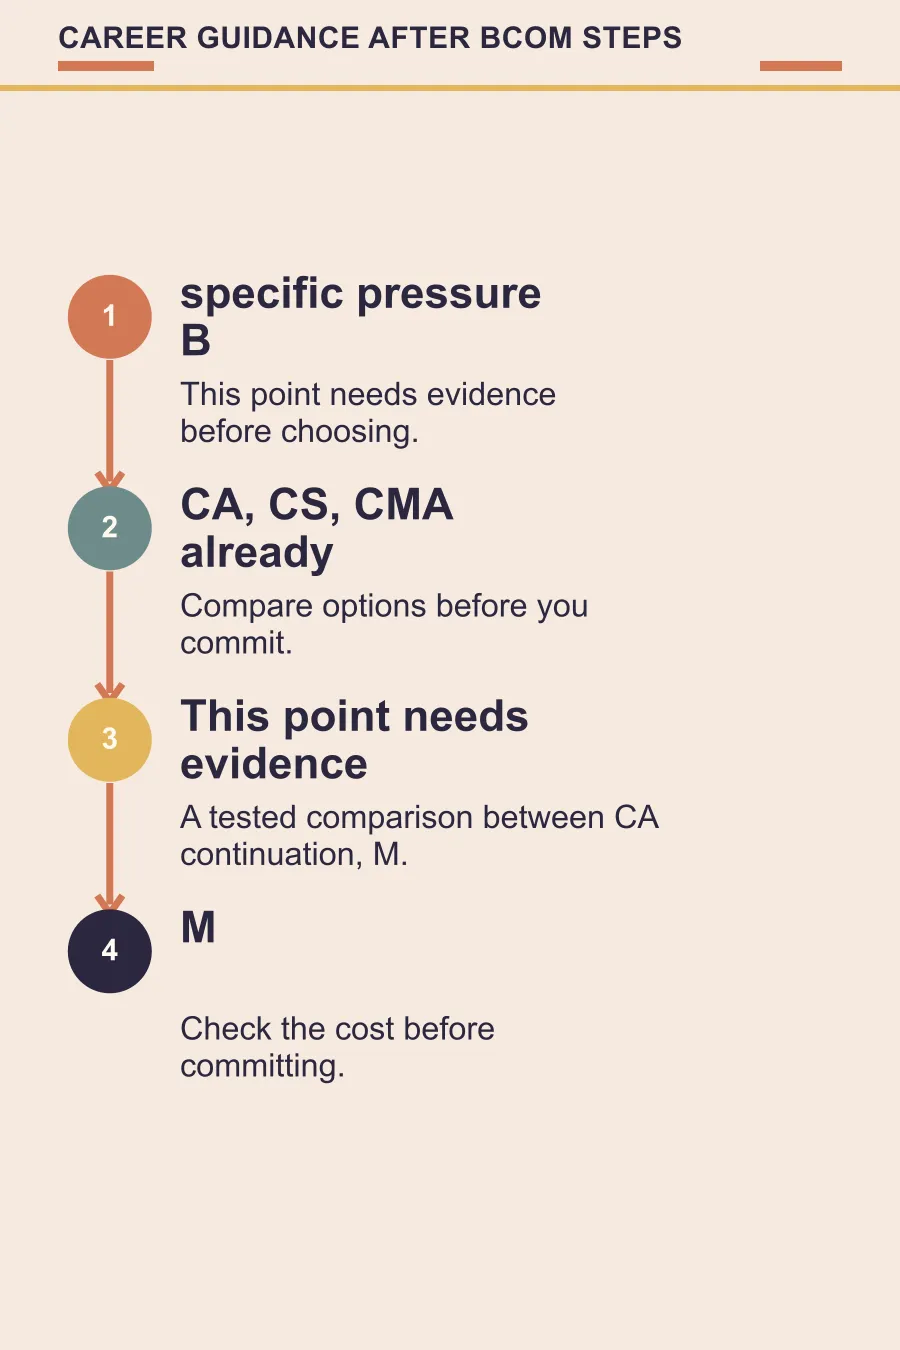 CAREER GUIDANCE AFTER BCOM STEPS
1
specific pressure
B
This point needs evidence
before choosing.
2
CA, CS, CMA
already
Compare options before you
commit.
3
This point needs
evidence
A tested comparison between CA
continuation, M.
4
M
Check the cost before
committing.